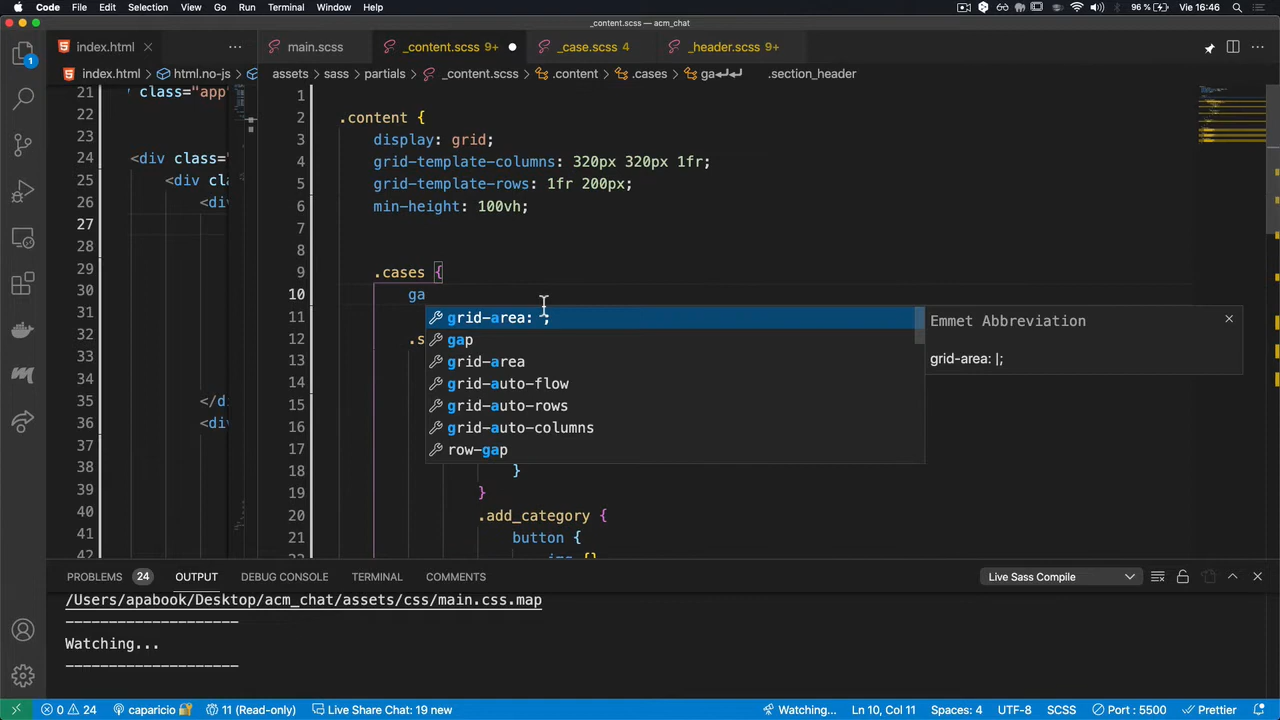 Code File Edit Selection View Go Run Terminal Window Help
96 % Vie 16:46
_content.scss — acm_chat
index.html
main.scss
_content.scss 9+
_case.scss 4
_header.scss 9+
index.html > html.no-js >
assets > sass > partials > _content.scss > .content > .cases > ga↵↵ .section_header
21 class="app"
22
23
24 <div class="
25 <div cla
26 <div
27
28
29
30
31
32
33
34
35 </di
36 <div
37
38
39
40
41
42
1
2 .content {
3 display: grid;
4 grid-template-columns: 320px 320px 1fr;
5 grid-template-rows: 1fr 200px;
6 min-height: 100vh;
7
8
9 .cases {
10 ga
11
12 .s
13
14
15
16
17
18 }
19 }
20 .add_category {
21 button {
22 img {}
grid-area: ;
gap
grid-area
grid-auto-flow
grid-auto-rows
grid-auto-columns
row-gap
Emmet Abbreviation
grid-area: |;
PROBLEMS 24 OUTPUT DEBUG CONSOLE TERMINAL COMMENTS
Live Sass Compile
/Users/apabook/Desktop/acm_chat/assets/css/main.css.map
--------------------
Watching...
--------------------
1
0 24 caparicio 11 (Read-only) Live Share Chat: 19 new
Watching... Ln 10, Col 11 Spaces: 4 UTF-8 LF SCSS Port : 5500 Prettier